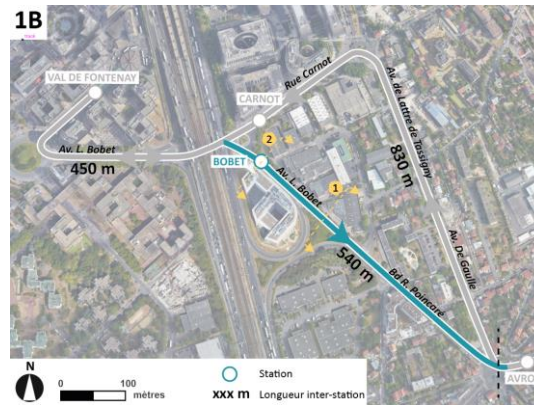 1B
VAL DE FONTENAY
CARNOT
Rue Carnot
Av. de Lattre de Tassigny
2
Av. L. Bobet
450 m
BOBET
Av. L. Bobet
1
830 m
540 m
Av. De Gaulle
Bd R. Poincaré
AVRO
N
0 100
mètres
Station
xxx m Longueur inter-station